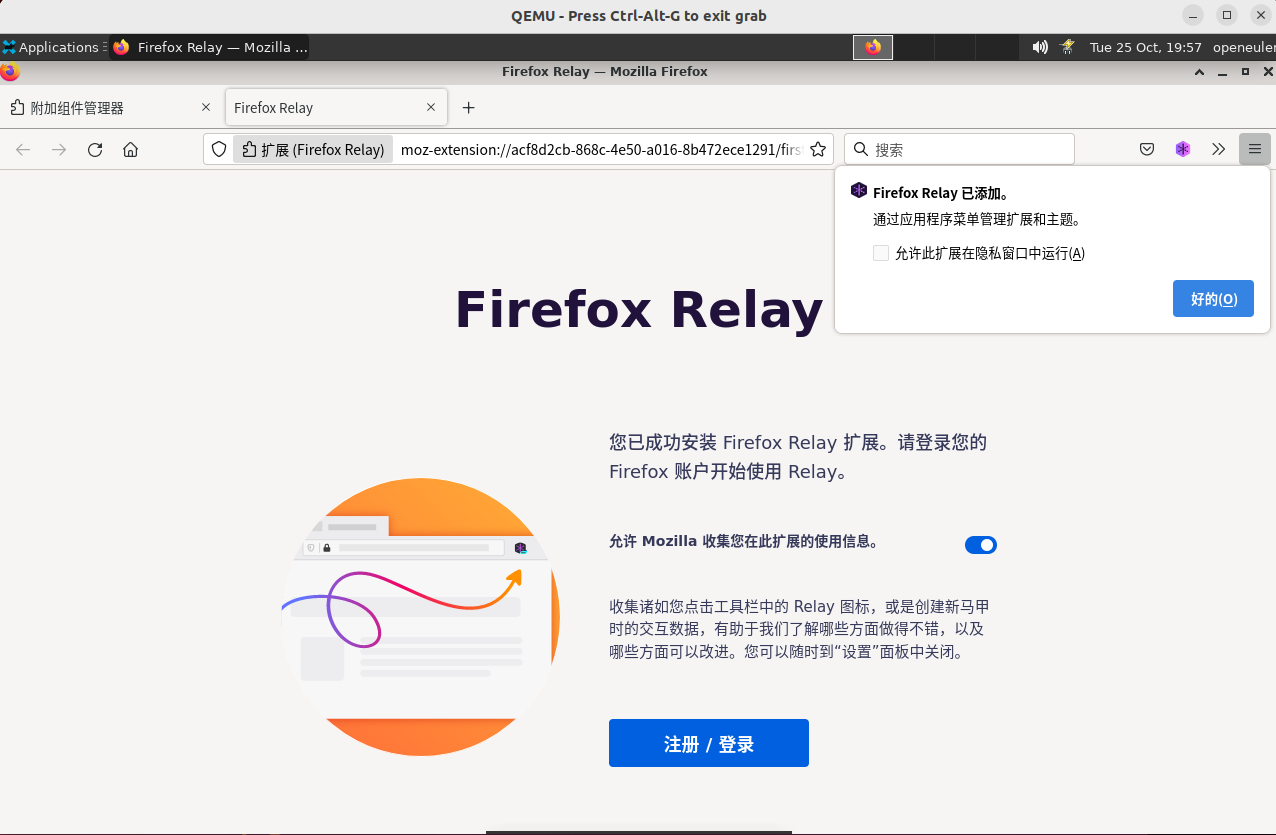 QEMU - Press Ctrl-Alt-G to exit grab
Applications
Firefox Relay — Mozilla ...
Tue 25 Oct, 19:57
openeuler
Firefox Relay — Mozilla Firefox
附加组件管理器
Firefox Relay
扩展 (Firefox Relay)
moz-extension://acf8d2cb-868c-4e50-a016-8b472ece1291/firs
搜索
Firefox Relay 已添加。
通过应用程序菜单管理扩展和主题。
允许此扩展在隐私窗口中运行(A)
好的(O)
Firefox Relay
您已成功安装 Firefox Relay 扩展。请登录您的
Firefox 账户开始使用 Relay。
允许 Mozilla 收集您在此扩展的使用信息。
收集诸如您点击工具栏中的 Relay 图标，或是创建新马甲
时的交互数据，有助于我们了解哪些方面做得不错，以及
哪些方面可以改进。您可以随时到“设置”面板中关闭。
注册 / 登录